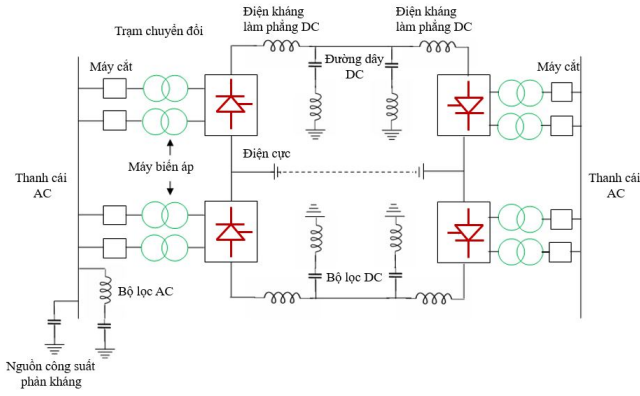 Trạm chuyển đổi
Điện kháng
làm phẳng DC
Điện kháng
làm phẳng DC
Máy cắt
Đường dây
DC
Máy cắt
Máy biến áp
Điện cực
Thanh cái
AC
Thanh cái
AC
Bộ lọc AC
Bộ lọc DC
Nguồn công suất
phản kháng